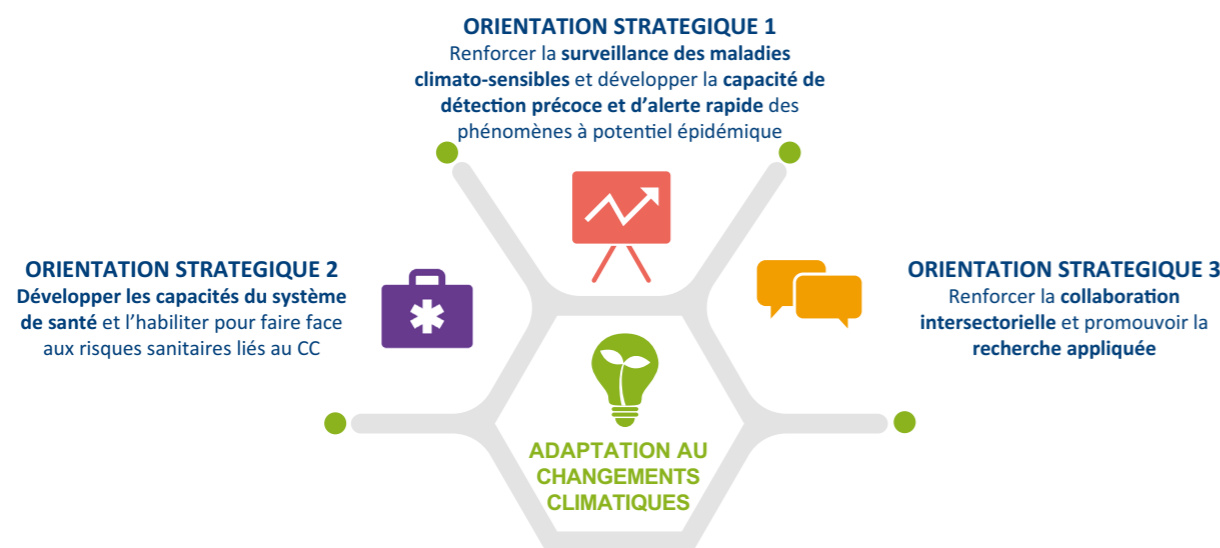 ORIENTATION STRATEGIQUE 1
Renforcer la surveillance des maladies
climato-sensibles et développer la capacité de
détection précoce et d’alerte rapide des
phénomènes à potentiel épidémique
ORIENTATION STRATEGIQUE 2
Développer les capacités du système
de santé et l’habiliter pour faire face
aux risques sanitaires liés au CC
ORIENTATION STRATEGIQUE 3
Renforcer la collaboration
intersectorielle et promouvoir la
recherche appliquée
ADAPTATION AU
CHANGEMENTS
CLIMATIQUES